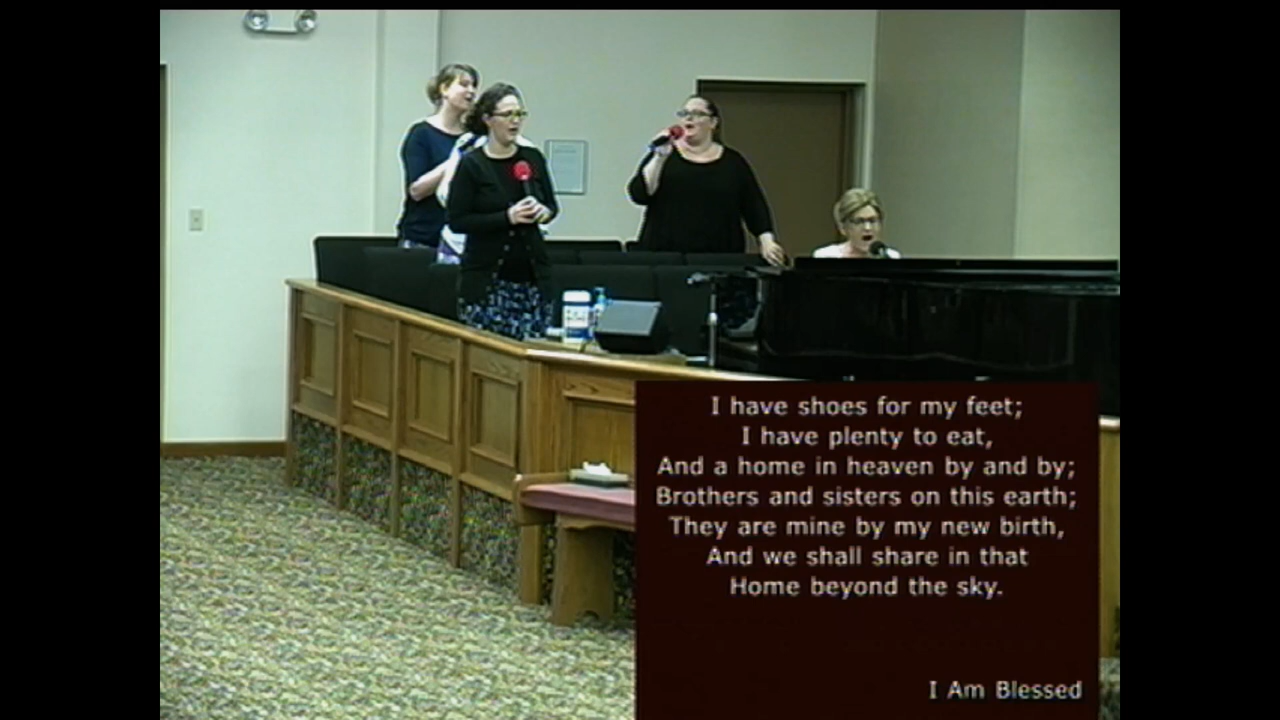 I have shoes for my feet;
I have plenty to eat,
And a home in heaven by and by;
Brothers and sisters on this earth;
They are mine by my new birth,
And we shall share in that
Home beyond the sky.
I Am Blessed